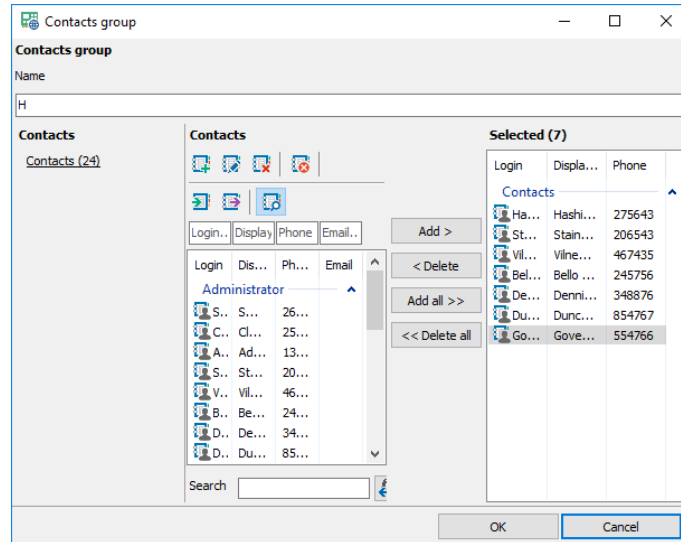 Contacts group
Contacts group
Name
H
Contacts
Contacts (24)
Contacts
Login.. Display Phone Email..
Login Dis... Ph... Email
Administrator
S.. S... 26...
C.. Cl... 25...
A.. Ad... 13...
S.. St... 20...
V.. Vil... 46...
B.. Be... 24...
D.. De... 34...
D.. Du... 85...
Search
Add >
< Delete
Add all >>
<< Delete all
Selected (7)
Login Displa... Phone
Contacts
Ha... Hashi... 275643
St... Stain... 206543
Vil... Vilne... 467435
Bel... Bello ... 245756
De... Denni... 348876
Du... Dunc... 854767
Go... Gove... 554766
OK Cancel